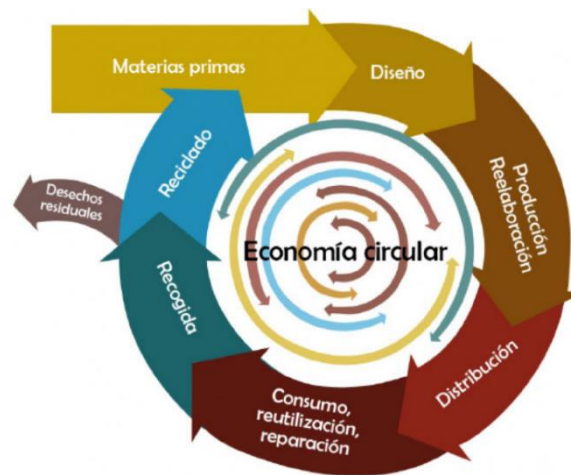 Materias primas
Diseño
Producción
Reelaboración
Distribución
Consumo,
reutilización,
reparación
Recogida
Reciclado
Desechos
residuales
Economía circular